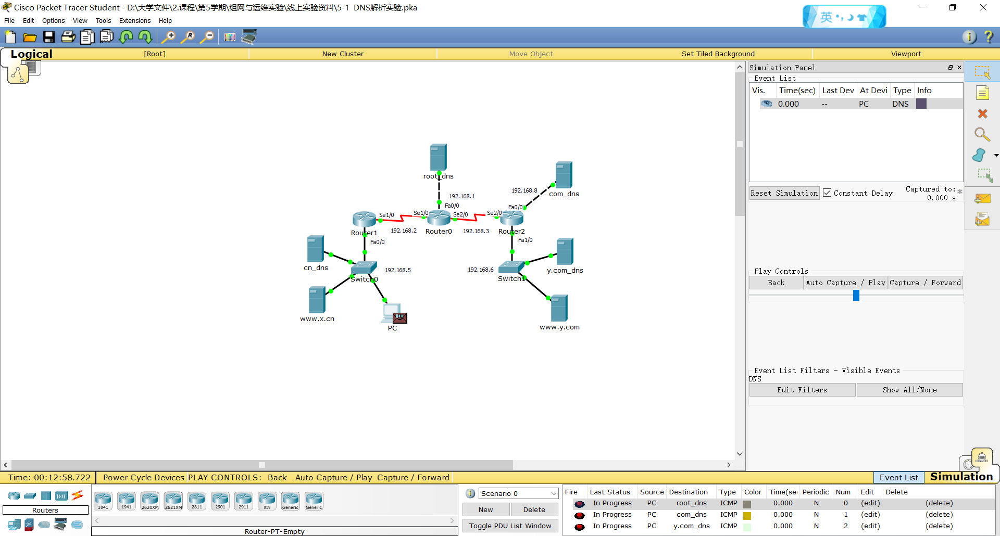 Cisco Packet Tracer Student - D:\大学文件\2.课程\第5学期\组网与运维实验\线上实验资料\5-1 DNS解析实验.pka
英
File Edit Options View Tools Extensions Help
Logical [Root] New Cluster Move Object Set Tiled Background Viewport
Simulation Panel
Event List
Vis. Time(sec) Last Dev At Devi Type Info
0.000 -- PC DNS
Reset Simulation Constant Delay Captured to:
0.000 s
Play Controls
Back Auto Capture / Play Capture / Forward
Event List Filters - Visible Events
DNS
Edit Filters Show All/None
root_dns
192.168.8
com_dns
192.168.1
Fa0/0
Fa0/0
Se1/0
Se1/0
Se2/0
Se2/0
Router1
192.168.2
Router0
192.168.3
Router2
Fa0/0
Fa1/0
cn_dns
192.168.5
192.168.6
y.com_dns
Switch0
Switch1
www.x.cn
PC
www.y.com
Time: 00:12:58.722 Power Cycle Devices PLAY CONTROLS: Back Auto Capture / Play Capture / Forward Event List Simulation
Routers
1841 1941 2620XM 2621XM 2811 2901 2911 819 Generic Generic
Router-PT-Empty
Scenario 0
New Delete
Toggle PDU List Window
Fire Last Status Source Destination Type Color Time(sec Periodic Num Edit Delete
In Progress PC root_dns ICMP 0.000 N 0 (edit) (delete)
In Progress PC com_dns ICMP 0.000 N 1 (edit) (delete)
In Progress PC y.com_dns ICMP 0.000 N 2 (edit) (delete)